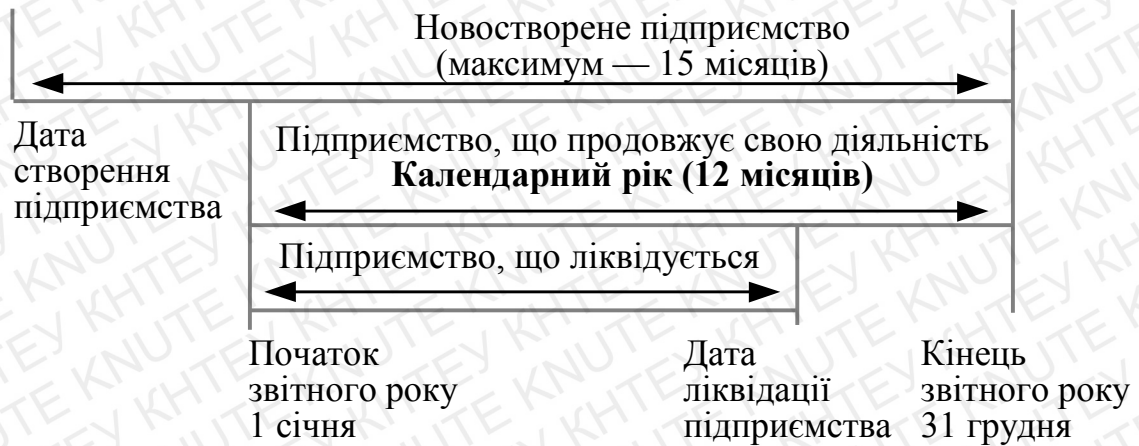 Новостворене підприємство
(максимум — 15 місяців)
Дата
створення
підприємства
Підприємство, що продовжує свою діяльність
Календарний рік (12 місяців)
Підприємство, що ліквідується
Початок
звітного року
1 січня
Дата
ліквідації
підприємства
Кінець
звітного року
31 грудня